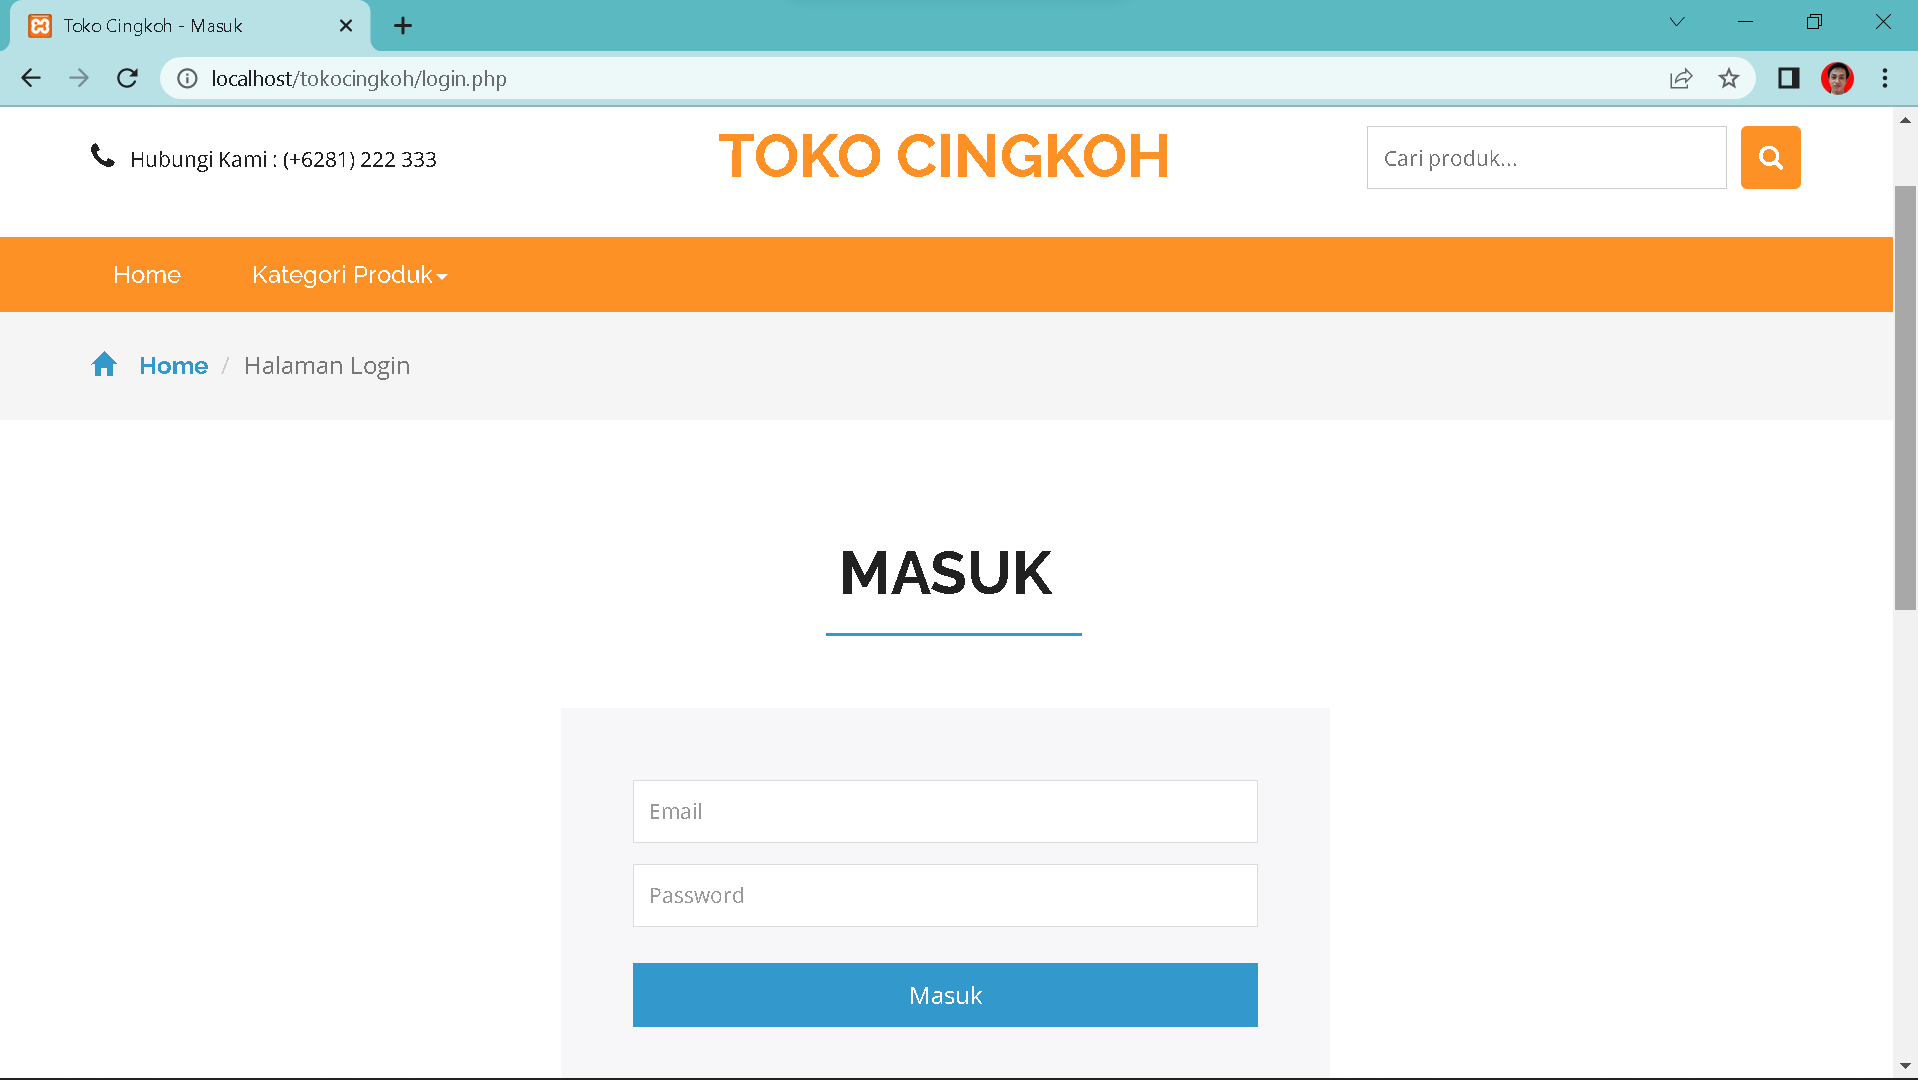 Toko Cingkoh - Masuk
localhost/tokocingkoh/login.php
Hubungi Kami : (+6281) 222 333
TOKO CINGKOH
Cari produk...
Home
Kategori Produk
Home / Halaman Login
MASUK
Email
Password
Masuk